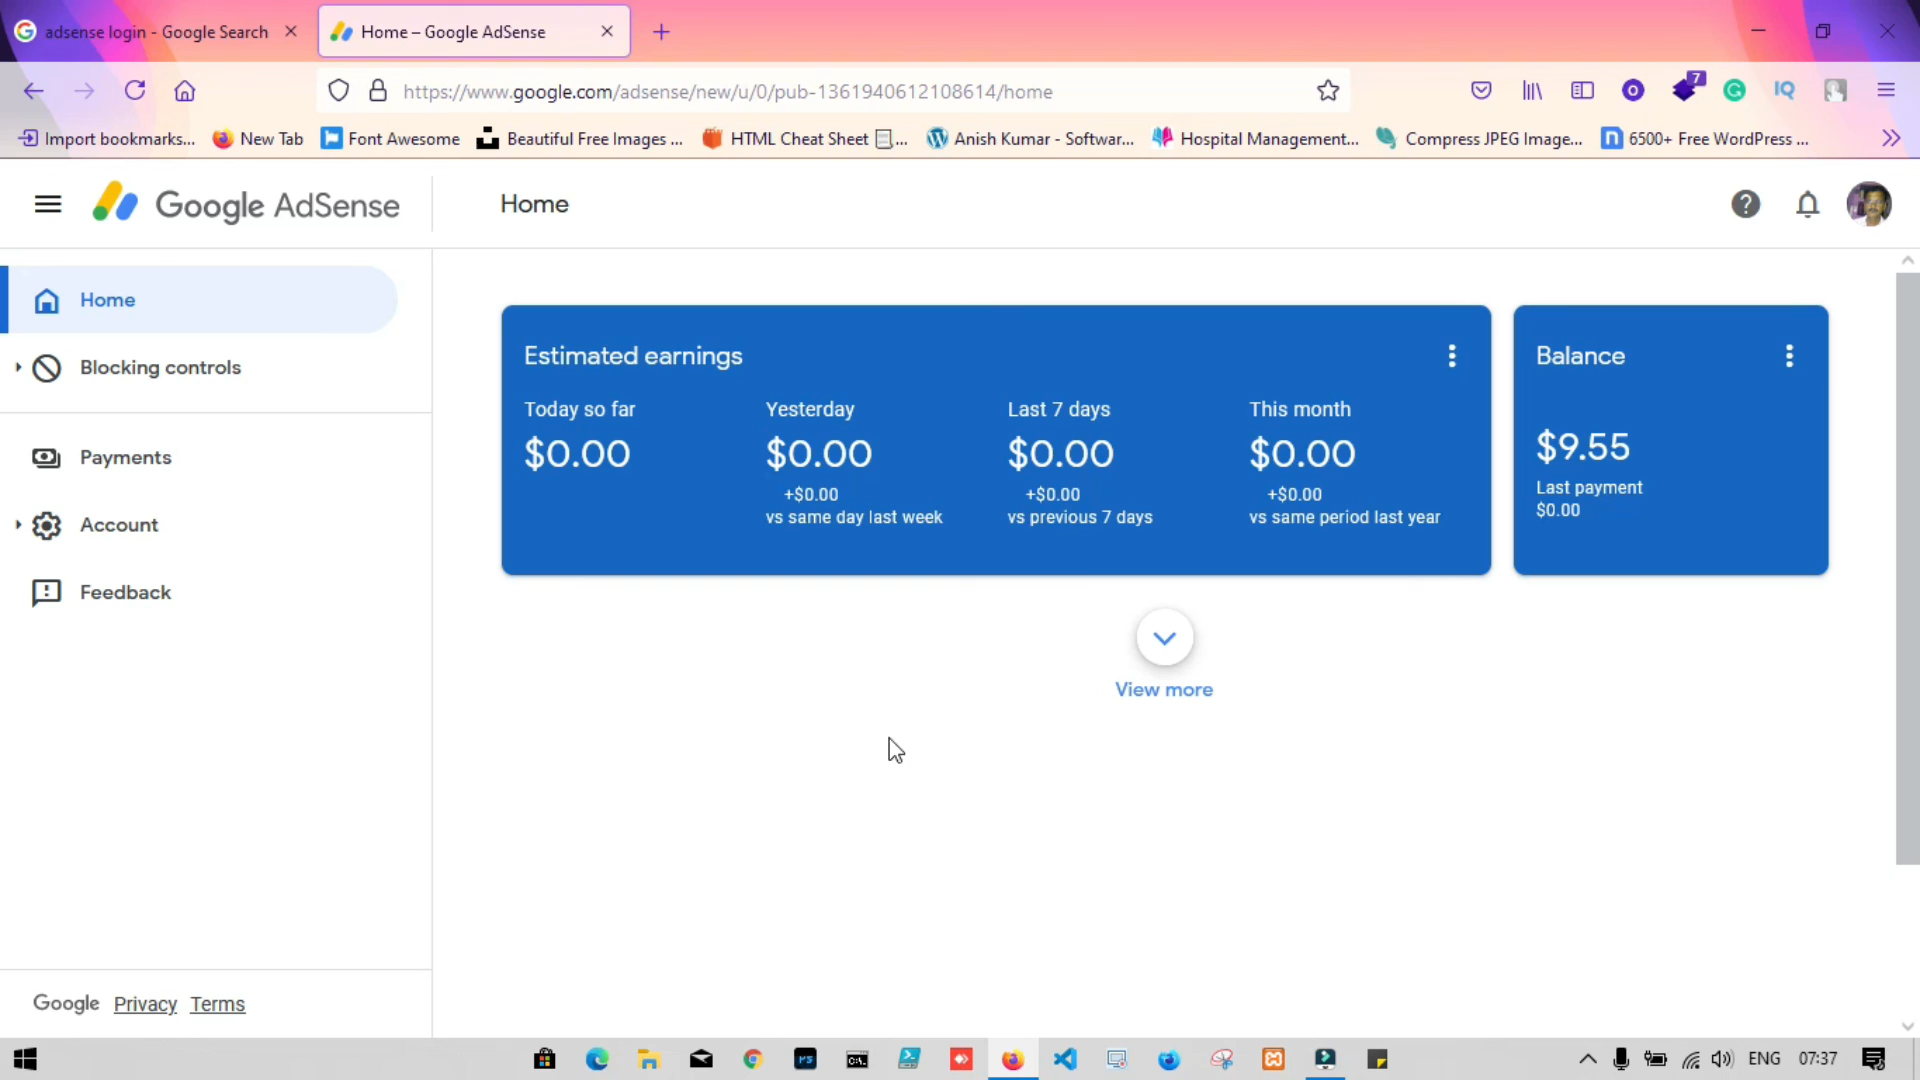 adsense login - Google Search
Home – Google AdSense
https://www.google.com/adsense/new/u/0/pub-1361940612108614/home
7
IQ
Import bookmarks...
New Tab
Font Awesome
Beautiful Free Images ...
HTML Cheat Sheet ...
Anish Kumar - Softwar...
Hospital Management...
Compress JPEG Image...
6500+ Free WordPress ...
Google AdSense
Home
Home
Blocking controls
Payments
Account
Feedback
Estimated earnings
Today so far
$0.00
Yesterday
$0.00
+$0.00
vs same day last week
Last 7 days
$0.00
+$0.00
vs previous 7 days
This month
$0.00
+$0.00
vs same period last year
Balance
$9.55
Last payment
$0.00
View more
Google Privacy Terms
ENG 07:37